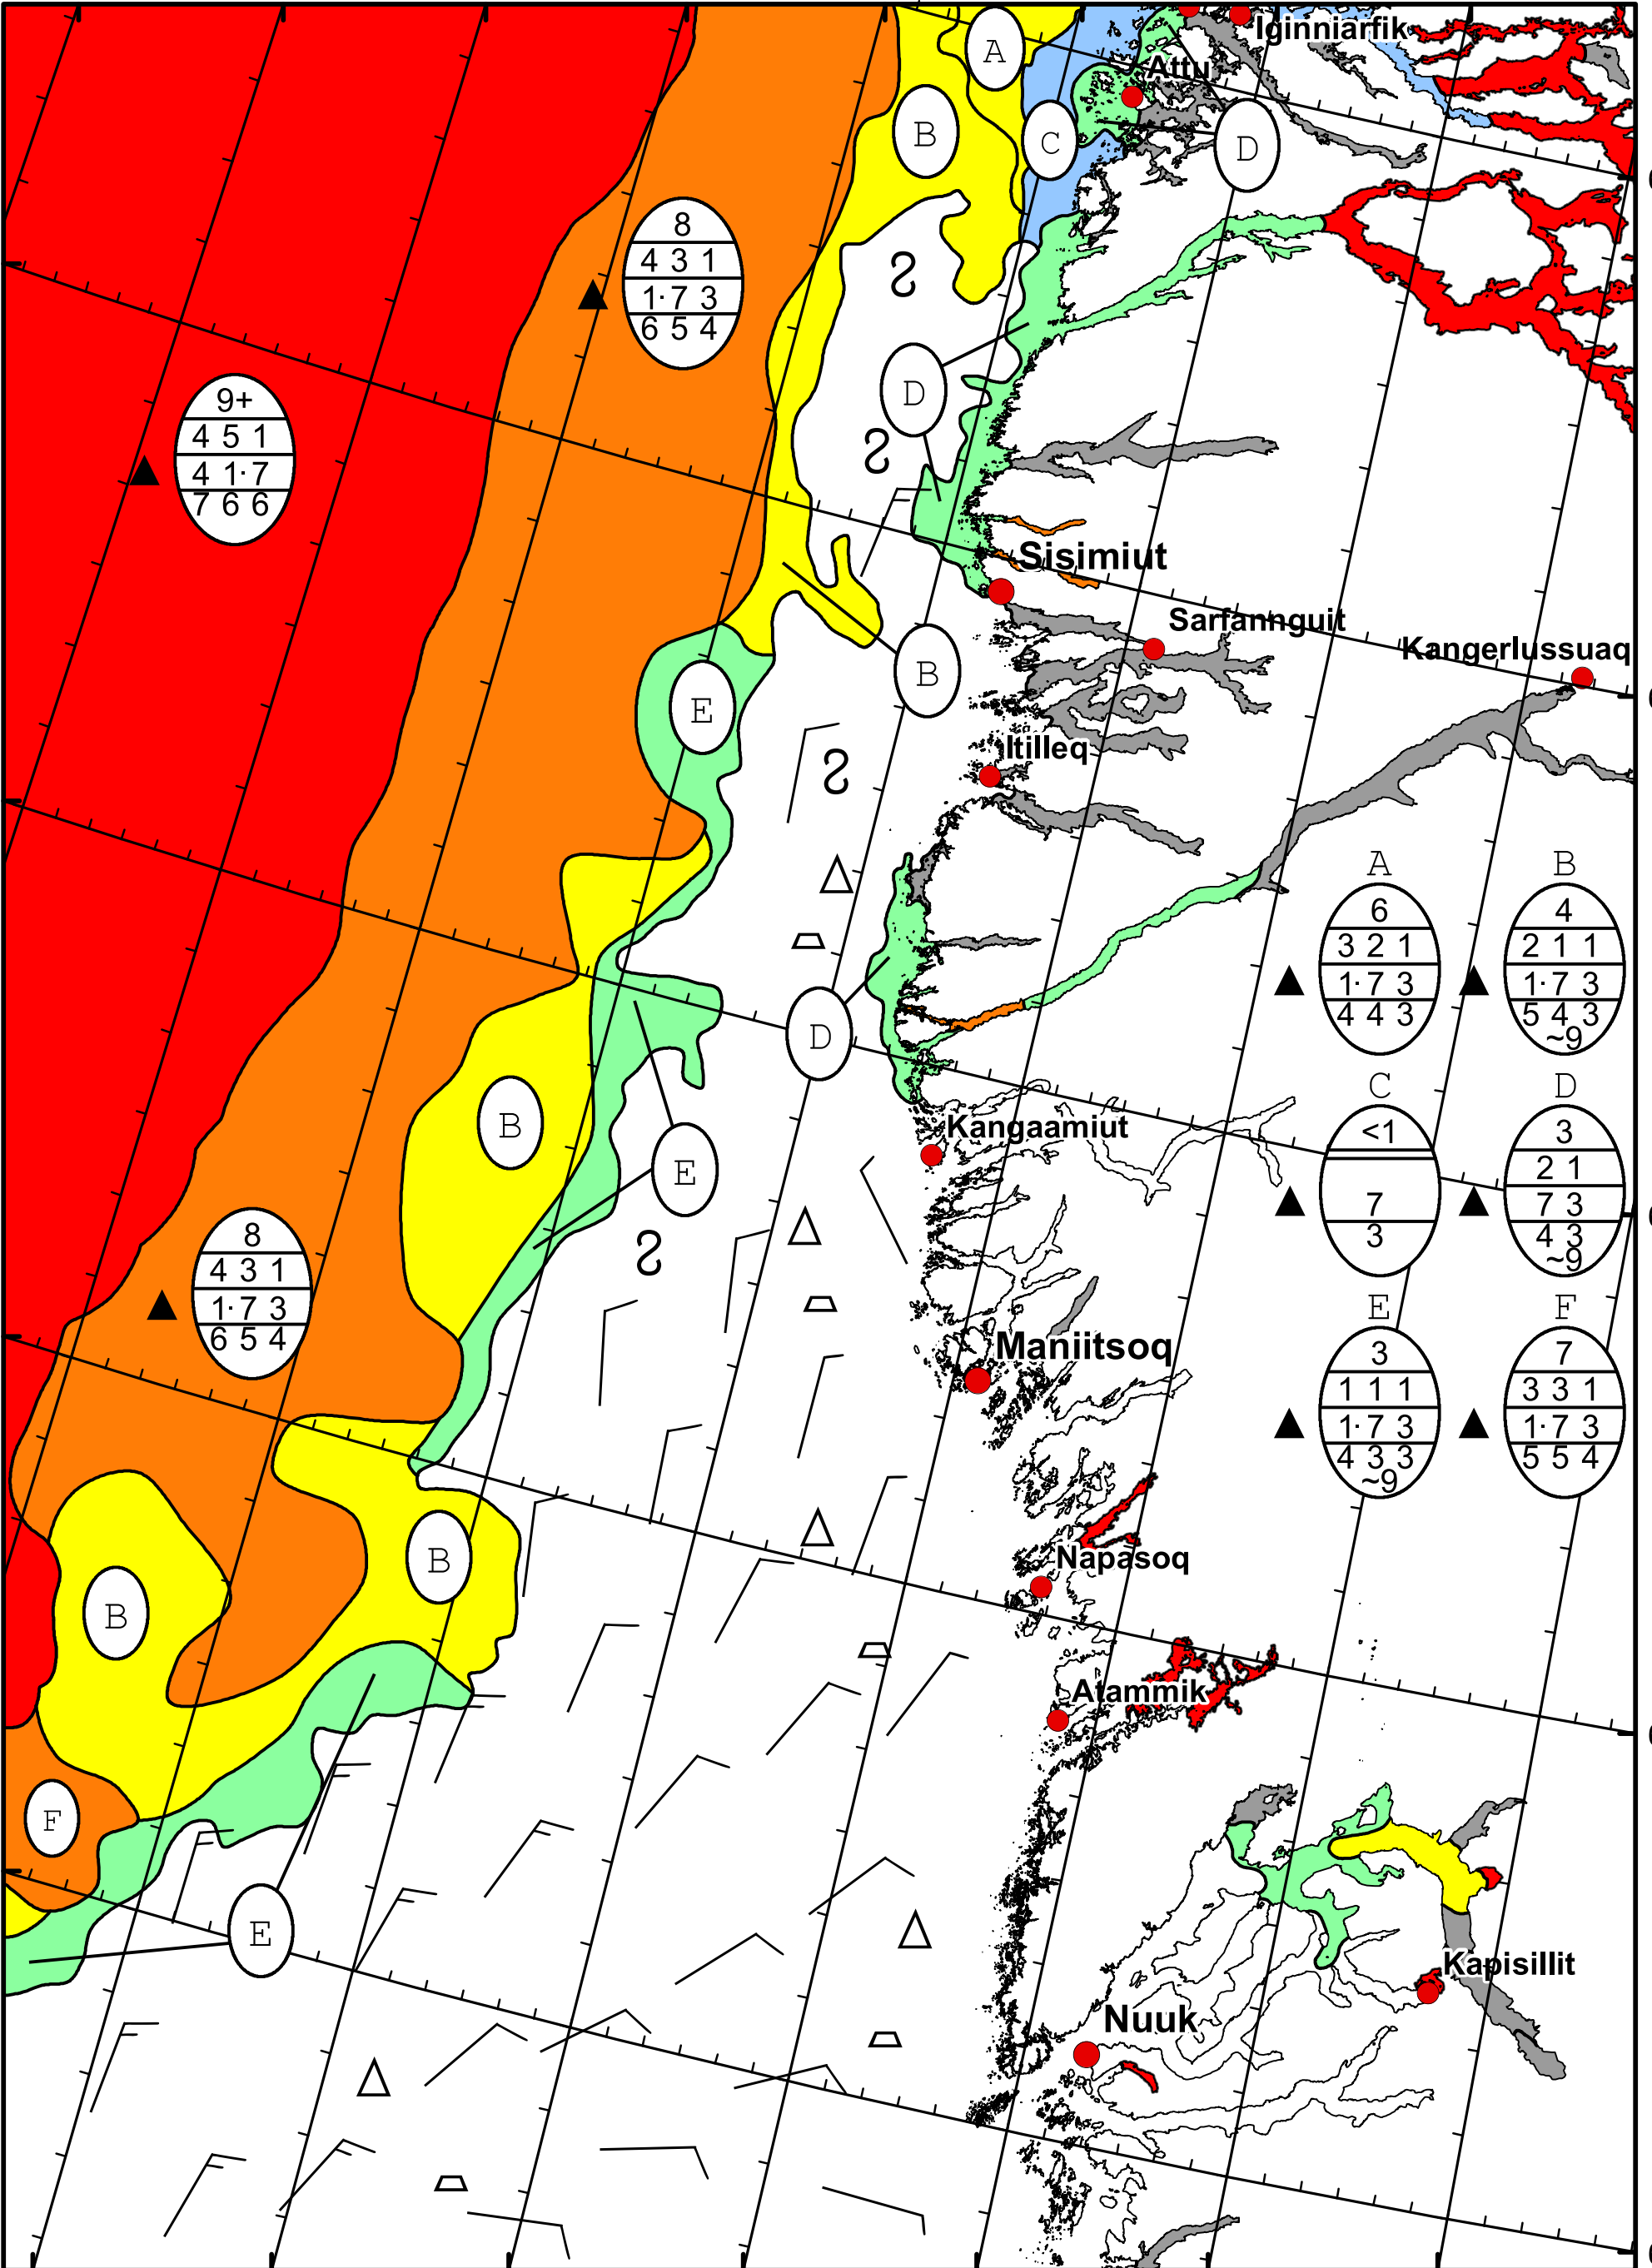 Iginniarfik
A
Attu
B
C
D
8
4 3 1
1· 7 3
6 5 4
9+
4 5 1
4 1· 7
7 6 6
D
Sisimiut
Sarfannguit
Kangerlussuaq
B
E
Itilleq
A
6
3 2 1
1· 7 3
4 4 3
B
4
2 1 1
1· 7 3
5 4 3
~9
D
B
Kangaamiut
E
C
<1
7
3
D
3
2 1
7 3
4 3
~9
8
4 3 1
1· 7 3
6 5 4
Maniitsoq
E
3
1 1 1
1· 7 3
4 3 3
~9
F
7
3 3 1
1· 7 3
5 5 4
B
B
Napasoq
Atammik
F
E
Kapisillit
Nuuk